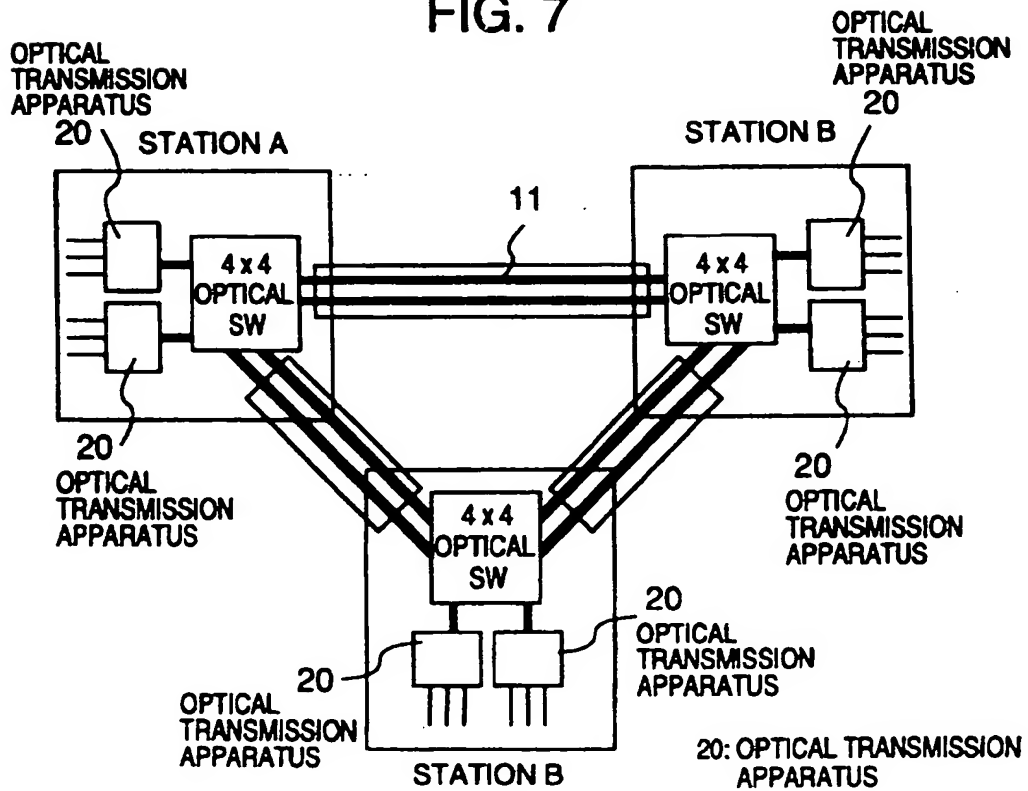 FIG. 7
OPTICAL
TRANSMISSION
APPARATUS
20
STATION A
OPTICAL
TRANSMISSION
APPARATUS
20
STATION B
11
4 x 4
OPTICAL
SW
4 x 4
OPTICAL
SW
20
OPTICAL
TRANSMISSION
APPARATUS
20
OPTICAL
TRANSMISSION
APPARATUS
4 x 4
OPTICAL
SW
20
OPTICAL
TRANSMISSION
APPARATUS
20
OPTICAL
TRANSMISSION
APPARATUS
STATION B
20: OPTICAL TRANSMISSION
APPARATUS